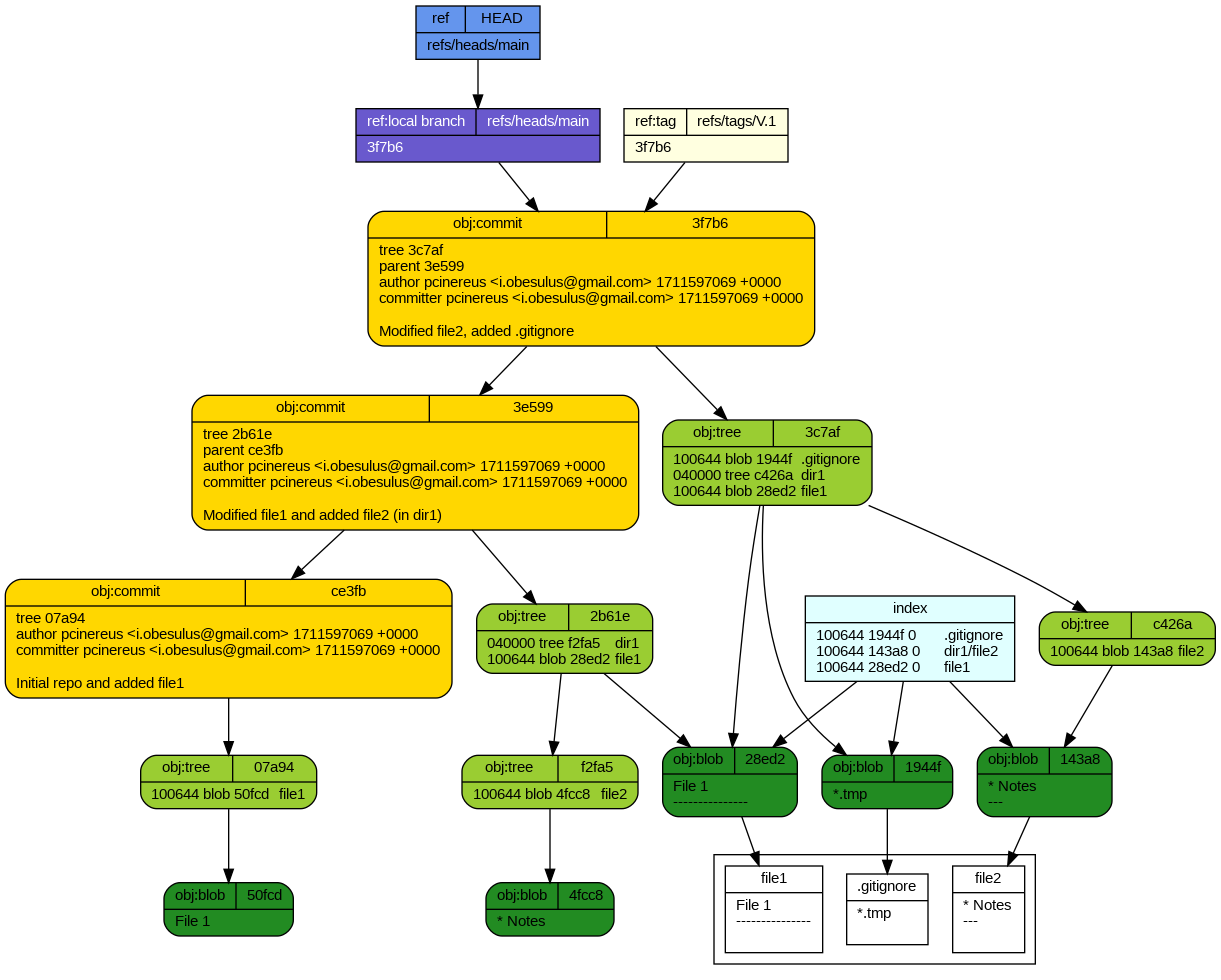 ref HEAD
refs/heads/main
ref:local branch refs/heads/main
3f7b6
ref:tag refs/tags/V.1
3f7b6
obj:commit 3f7b6
tree 3c7af
parent 3e599
author pcinereus <i.obesulus@gmail.com> 1711597069 +0000
committer pcinereus <i.obesulus@gmail.com> 1711597069 +0000
Modified file2, added .gitignore
obj:commit 3e599
tree 2b61e
parent ce3fb
author pcinereus <i.obesulus@gmail.com> 1711597069 +0000
committer pcinereus <i.obesulus@gmail.com> 1711597069 +0000
Modified file1 and added file2 (in dir1)
obj:tree 3c7af
100644 blob 1944f .gitignore
040000 tree c426a dir1
100644 blob 28ed2 file1
obj:commit ce3fb
tree 07a94
author pcinereus <i.obesulus@gmail.com> 1711597069 +0000
committer pcinereus <i.obesulus@gmail.com> 1711597069 +0000
Initial repo and added file1
obj:tree 2b61e
040000 tree f2fa5 dir1
100644 blob 28ed2 file1
index
100644 1944f 0 .gitignore
100644 143a8 0 dir1/file2
100644 28ed2 0 file1
obj:tree c426a
100644 blob 143a8 file2
obj:tree 07a94
100644 blob 50fcd file1
obj:tree f2fa5
100644 blob 4fcc8 file2
obj:blob 28ed2
File 1
---------------
obj:blob 1944f
*.tmp
obj:blob 143a8
* Notes
---
obj:blob 50fcd
File 1
obj:blob 4fcc8
* Notes
file1
File 1
---------------
.gitignore
*.tmp
file2
* Notes
---